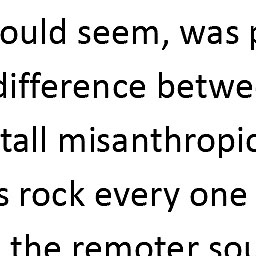 ould seem, was p
difference betwe
tall misanthropic
s rock every one
the remoter sou